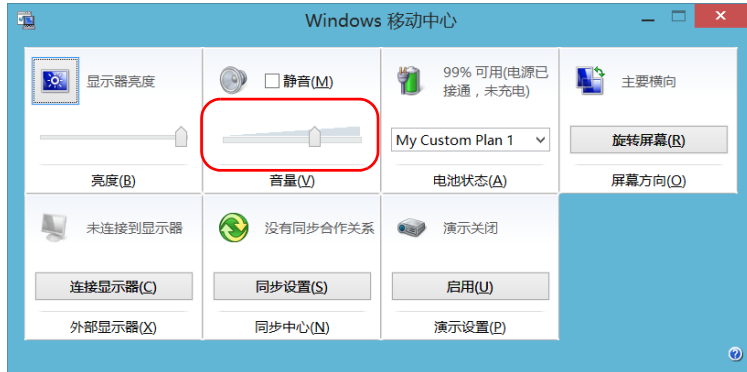 Windows 移动中心
显示器亮度
亮度(B)
静音(M)
音量(V)
99% 可用(电源已
接通，未充电)
My Custom Plan 1
电池状态(A)
主要横向
旋转屏幕(R)
屏幕方向(O)
未连接到显示器
连接显示器(C)
外部显示器(X)
没有同步合作关系
同步设置(S)
同步中心(N)
演示关闭
启用(U)
演示设置(P)